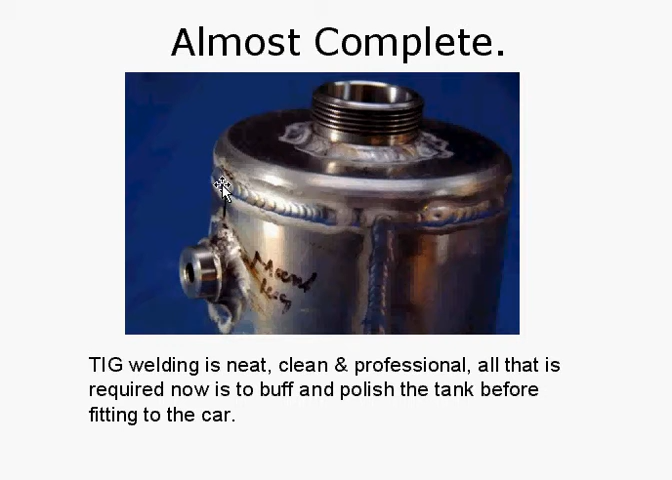 Almost Complete.
TIG welding is neat, clean & professional, all that is
required now is to buff and polish the tank before
fitting to the car.